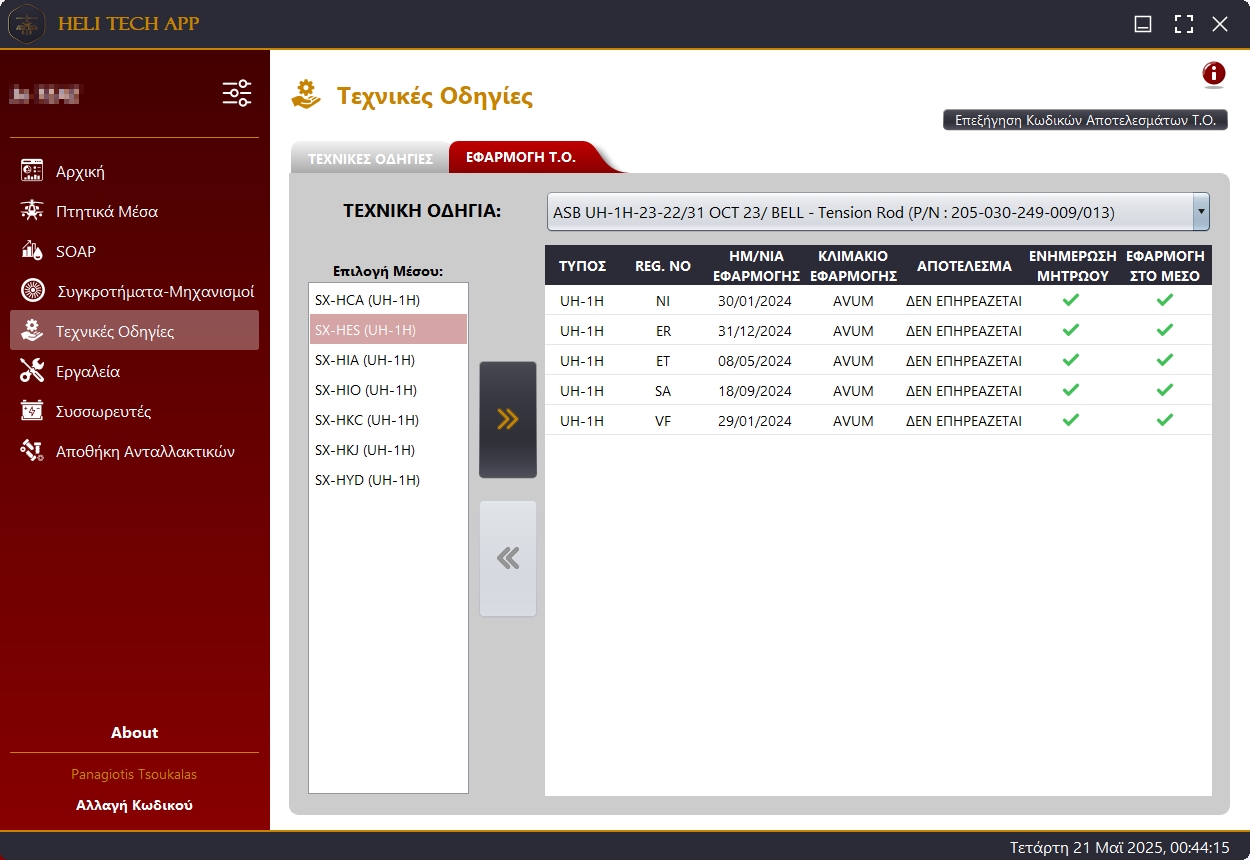 HELI TECH APP
Αρχική
Πτητικά Μέσα
SOAP
Συγκροτήματα-Μηχανισμοί
Τεχνικές Οδηγίες
Εργαλεία
Συσσωρευτές
Αποθήκη Ανταλλακτικών
About
Panagiotis Tsoukalas
Αλλαγή Κωδικού
Τεχνικές Οδηγίες
Επεξήγηση Κωδικών Αποτελεσμάτων Τ.Ο.
ΤΕΧΝΙΚΕΣ ΟΔΗΓΙΕΣ ΕΦΑΡΜΟΓΗ Τ.Ο.
ΤΕΧΝΙΚΗ ΟΔΗΓΙΑ: ASB UH-1H-23-22/31 OCT 23/ BELL - Tension Rod (P/N : 205-030-249-009/013)
Επιλογή Μέσου:
SX-HCA (UH-1H)
SX-HES (UH-1H)
SX-HIA (UH-1H)
SX-HIO (UH-1H)
SX-HKC (UH-1H)
SX-HKJ (UH-1H)
SX-HYD (UH-1H)
ΤΥΠΟΣ REG. NO ΗΜ/ΝΙΑ ΕΦΑΡΜΟΓΗΣ ΚΛΙΜΑΚΙΟ ΕΦΑΡΜΟΓΗΣ ΑΠΟΤΕΛΕΣΜΑ ΕΝΗΜΕΡΩΣΗ ΜΗΤΡΩΟΥ ΕΦΑΡΜΟΓΗ ΣΤΟ ΜΕΣΟ
UH-1H NI 30/01/2024 AVUM ΔΕΝ ΕΠΗΡΕΑΖΕΤΑΙ
UH-1H ER 31/12/2024 AVUM ΔΕΝ ΕΠΗΡΕΑΖΕΤΑΙ
UH-1H ET 08/05/2024 AVUM ΔΕΝ ΕΠΗΡΕΑΖΕΤΑΙ
UH-1H SA 18/09/2024 AVUM ΔΕΝ ΕΠΗΡΕΑΖΕΤΑΙ
UH-1H VF 29/01/2024 AVUM ΔΕΝ ΕΠΗΡΕΑΖΕΤΑΙ
Τετάρτη 21 Μαϊ 2025, 00:44:15